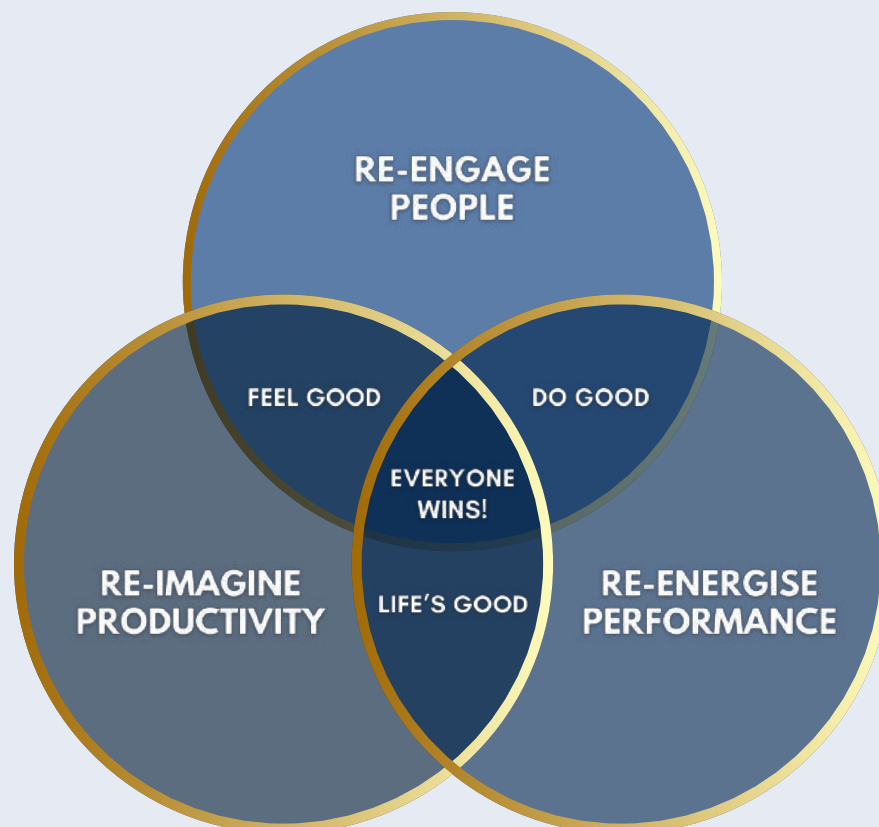 RE-ENGAGE
PEOPLE
FEEL GOOD
DO GOOD
EVERYONE
WINS!
RE-IMAGINE
PRODUCTIVITY
RE-ENERGISE
PERFORMANCE
LIFE'S GOOD